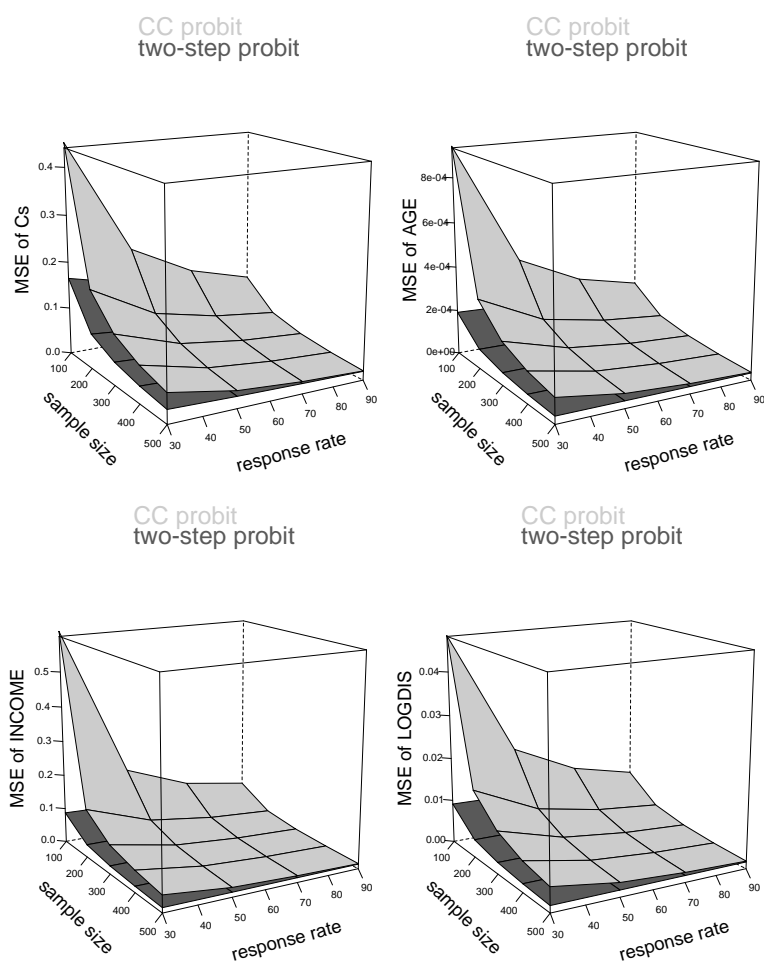 CC probit
two-step probit
MSE of Cs
0.4
0.3
0.2
0.1
0.0
100
200
300
400
500
sample size
30
40
50
60
70
80
90
response rate
CC probit
two-step probit
MSE of AGE
8e-04
6e-04
4e-04
2e-04
0e+00
100
200
300
400
500
sample size
30
40
50
60
70
80
90
response rate
CC probit
two-step probit
MSE of INCOME
0.5
0.4
0.3
0.2
0.1
0.0
100
200
300
400
500
sample size
30
40
50
60
70
80
90
response rate
CC probit
two-step probit
MSE of LOGDIS
0.04
0.03
0.02
0.01
0.00
100
200
300
400
500
sample size
30
40
50
60
70
80
90
response rate